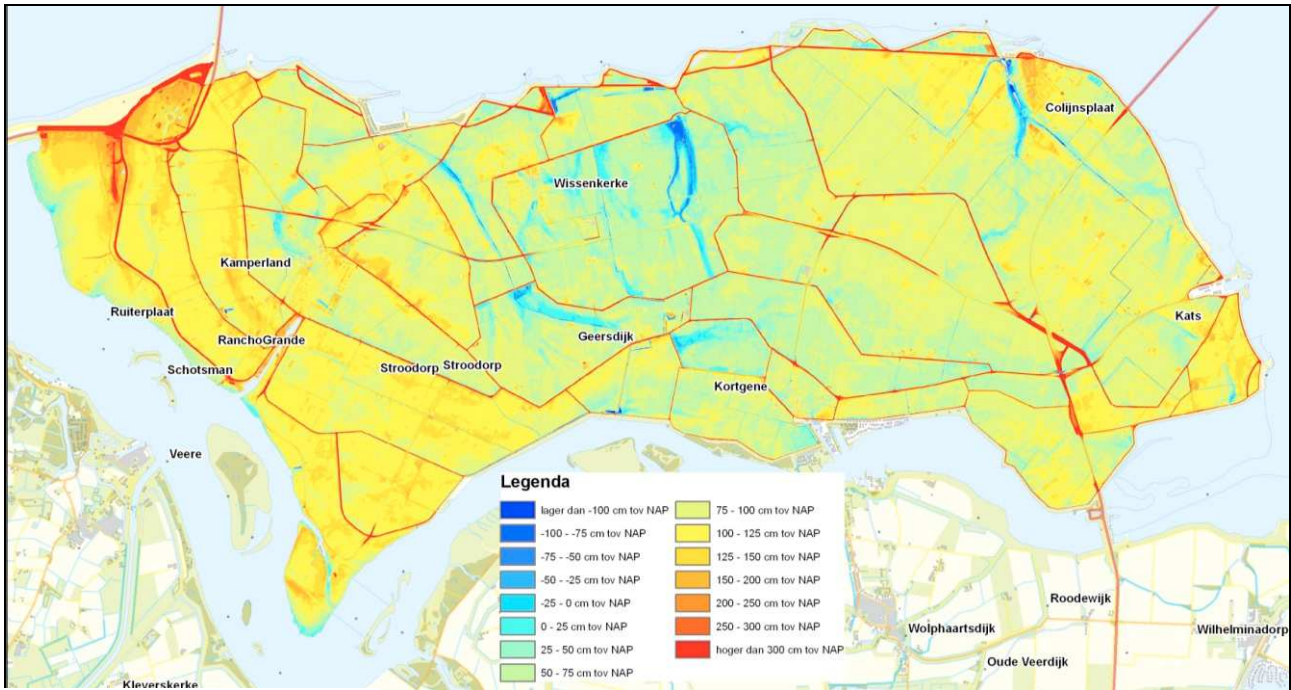 Colijnsplaat
Wissenkerke
Kamperland
Ruiterplaat
Kats
RanchoGrande
Geersdijk
Schotsman
Stroodorp Stroodorp
Kortgene
Veere
Legenda
lager dan -100 cm tov NAP
-100 - -75 cm tov NAP
-75 - -50 cm tov NAP
-50 - -25 cm tov NAP
-25 - 0 cm tov NAP
0 - 25 cm tov NAP
25 - 50 cm tov NAP
50 - 75 cm tov NAP
75 - 100 cm tov NAP
100 - 125 cm tov NAP
125 - 150 cm tov NAP
150 - 200 cm tov NAP
200 - 250 cm tov NAP
250 - 300 cm tov NAP
hoger dan 300 cm tov NAP
Roodewijk
Wolphaartsdijk
Wilhelminadorp
Oude Veerdijk
Kleverskerke